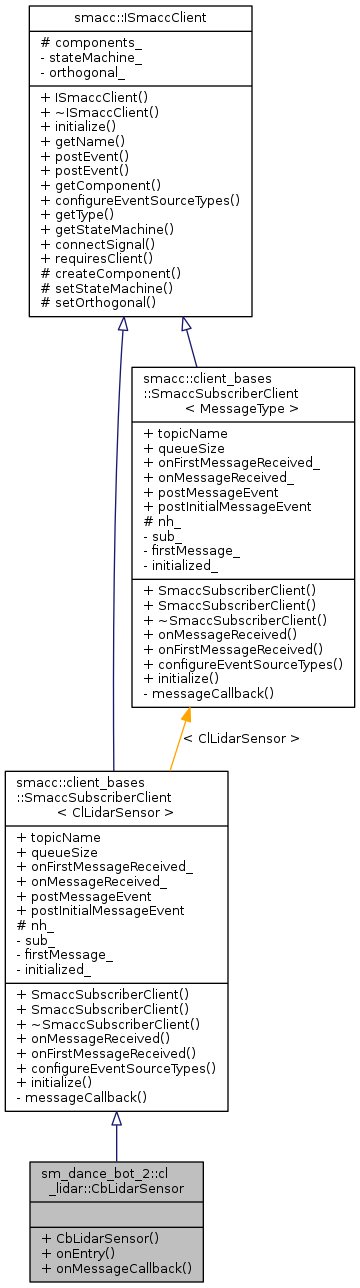 smacc::ISmaccClient
# components_
- stateMachine_
- orthogonal_
+ ISmaccClient()
+ ~ISmaccClient()
+ initialize()
+ getName()
+ postEvent()
+ postEvent()
+ getComponent()
+ configureEventSourceTypes()
+ getType()
+ getStateMachine()
+ connectSignal()
+ requiresClient()
# createComponent()
# setStateMachine()
# setOrthogonal()
smacc::client_bases
::SmaccSubscriberClient
< MessageType >
+ topicName
+ queueSize
+ onFirstMessageReceived_
+ onMessageReceived_
+ postMessageEvent
+ postInitialMessageEvent
# nh_
- sub_
- firstMessage_
- initialized_
+ SmaccSubscriberClient()
+ SmaccSubscriberClient()
+ ~SmaccSubscriberClient()
+ onMessageReceived()
+ onFirstMessageReceived()
+ configureEventSourceTypes()
+ initialize()
- messageCallback()
< ClLidarSensor >
smacc::client_bases
::SmaccSubscriberClient
< ClLidarSensor >
+ topicName
+ queueSize
+ onFirstMessageReceived_
+ onMessageReceived_
+ postMessageEvent
+ postInitialMessageEvent
# nh_
- sub_
- firstMessage_
- initialized_
+ SmaccSubscriberClient()
+ SmaccSubscriberClient()
+ ~SmaccSubscriberClient()
+ onMessageReceived()
+ onFirstMessageReceived()
+ configureEventSourceTypes()
+ initialize()
- messageCallback()
sm_dance_bot_2::cl
_lidar::CbLidarSensor
+ CbLidarSensor()
+ onEntry()
+ onMessageCallback()